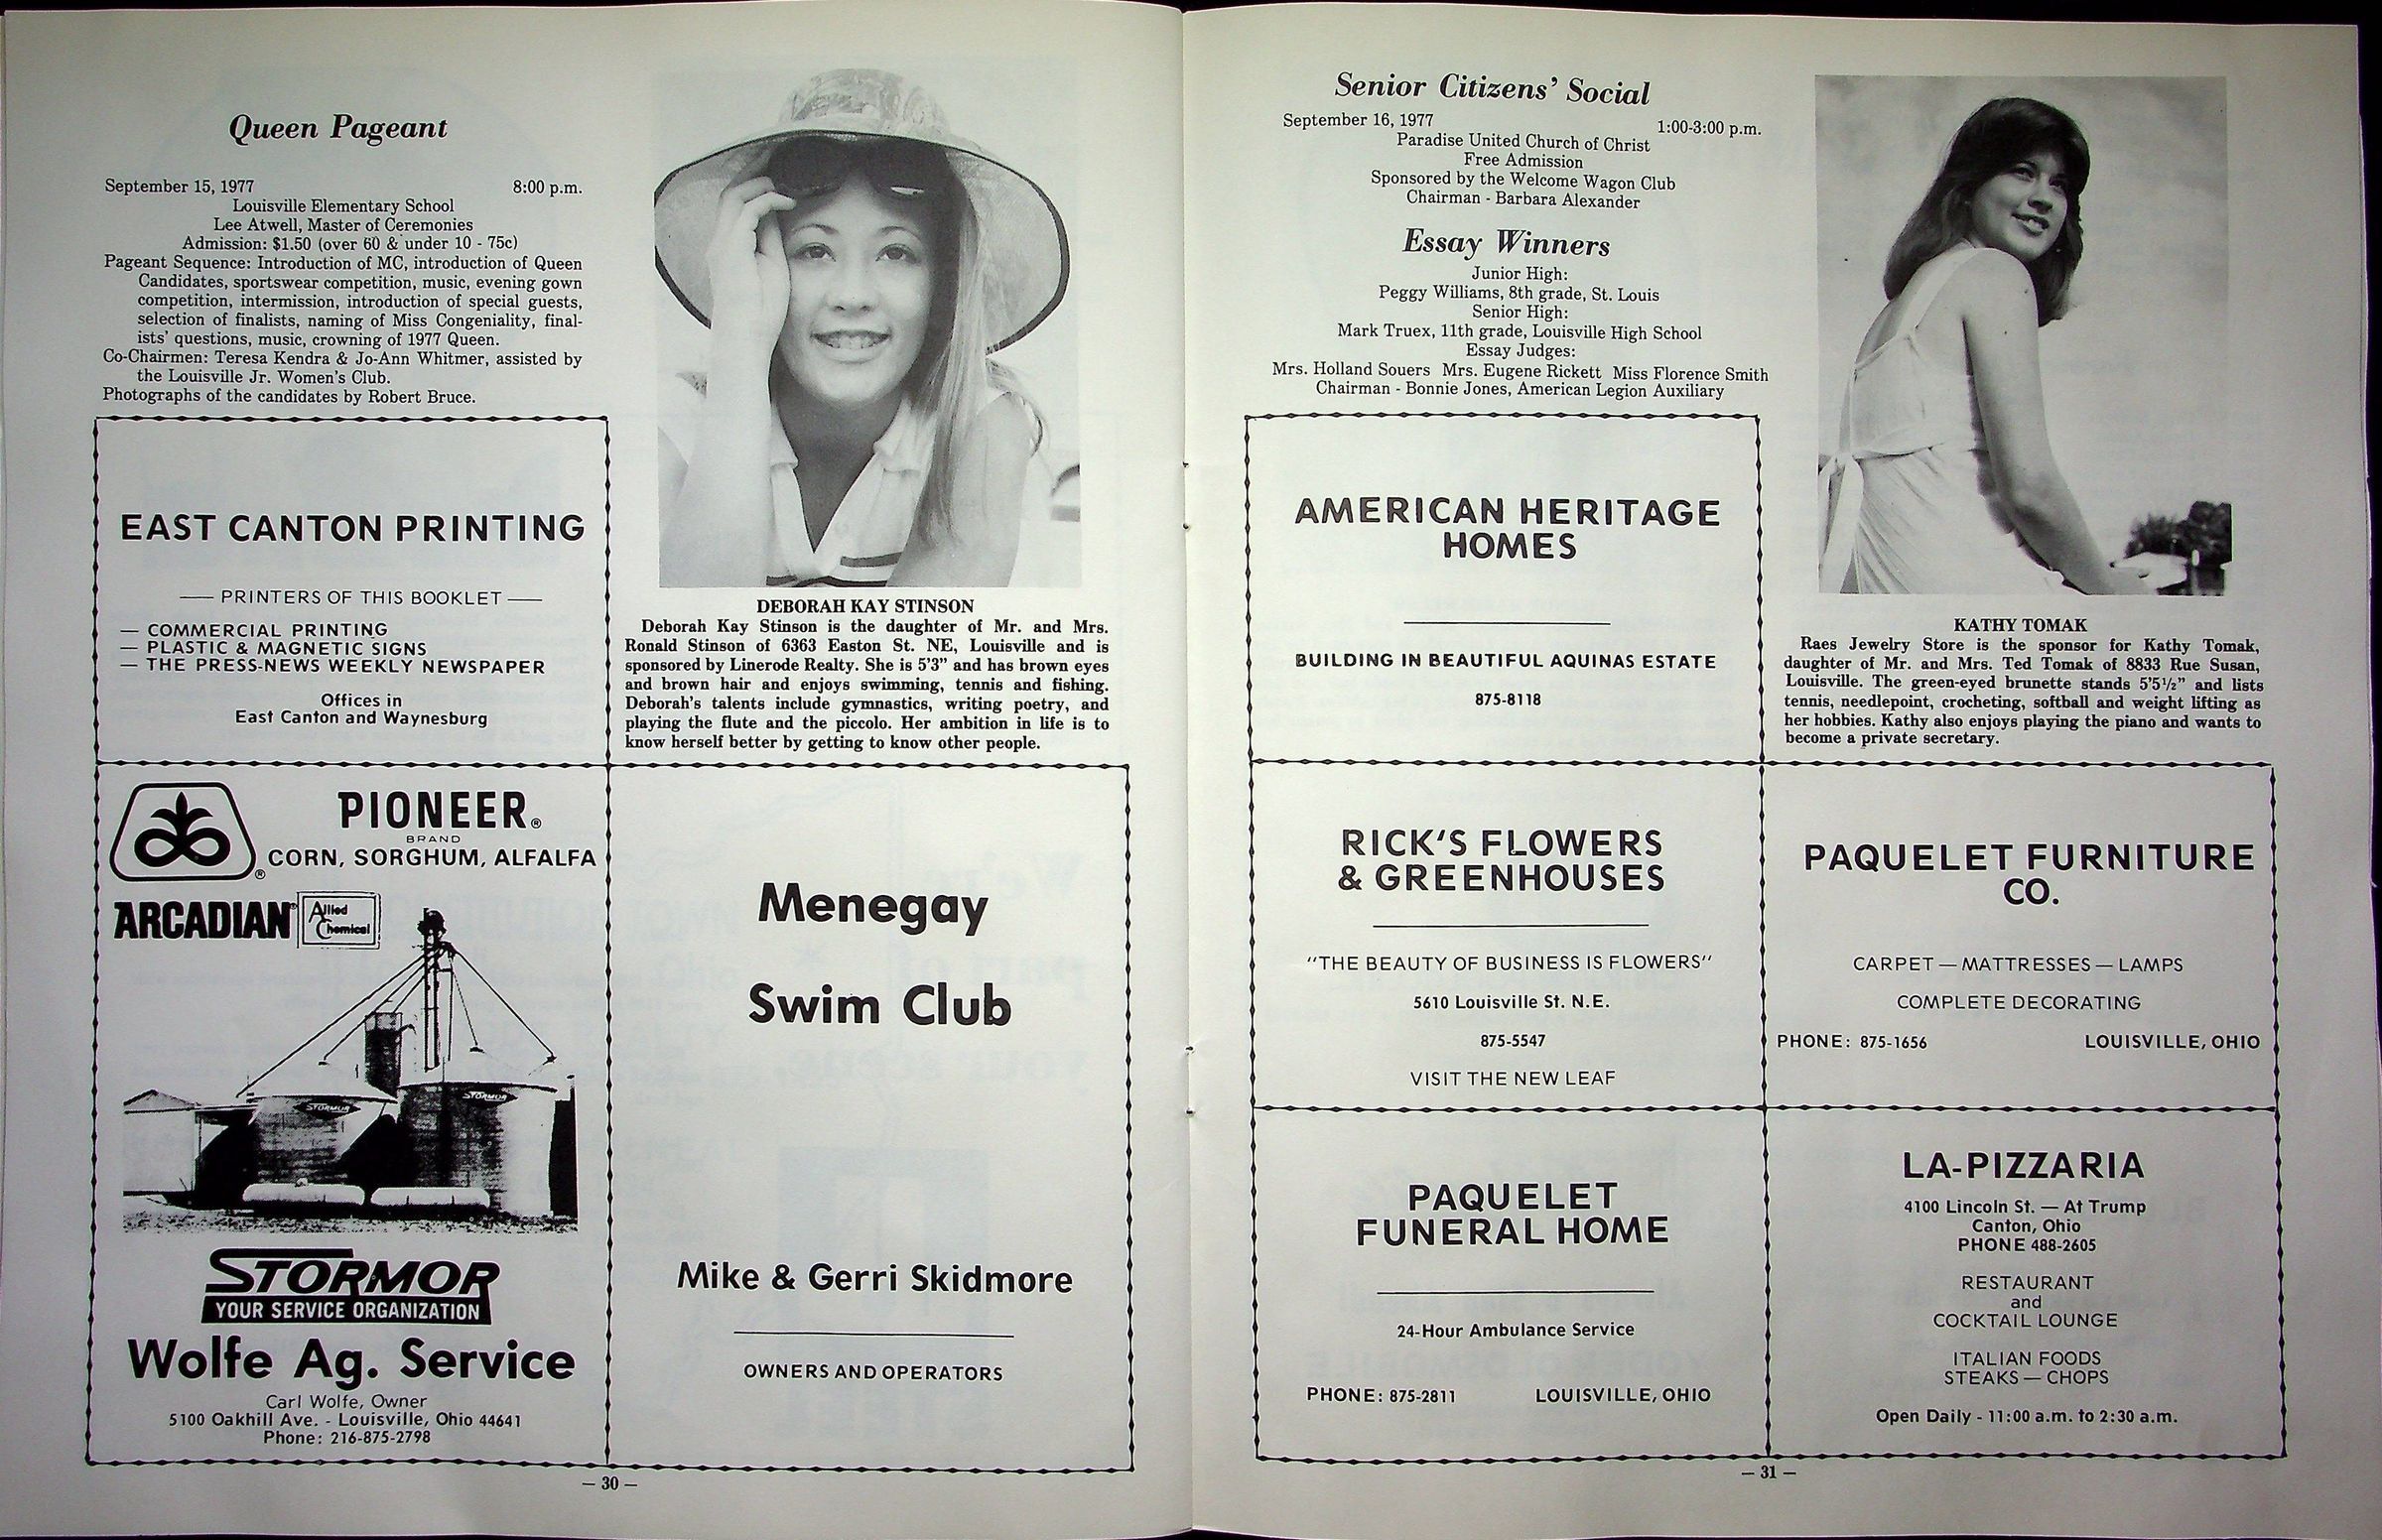 Queen Pageant
September 15, 1977 8:00 p.m.
Louisville Elementary School
Lee Atwell, Master of Ceremonies
Admission: $1.50 (over 60 & under 10 - 75c)
Pageant Sequence: Introduction of MC, introduction of Queen
Candidates, sportswear competition, music, evening gown
competition, intermission, introduction of special guests,
selection of finalists, naming of Miss Congeniality, final-
ists' questions, music, crowning of 1977 Queen.
Co-Chairmen: Teresa Kendra & Jo-Ann Whitmer, assisted by
the Louisville Jr. Women's Club.
Photographs of the candidates by Robert Bruce.
DEBORAH KAY STINSON
Deborah Kay Stinson is the daughter of Mr. and Mrs.
Ronald Stinson of 6363 Easton St. NE, Louisville and is
sponsored by Linerode Realty. She is 5'3" and has brown eyes
and brown hair and enjoys swimming, tennis and fishing.
Deborah's talents include gymnastics, writing poetry, and
playing the flute and the piccolo. Her ambition in life is to
know herself better by getting to know other people.
EAST CANTON PRINTING
— PRINTERS OF THIS BOOKLET —
— COMMERCIAL PRINTING
— PLASTIC & MAGNETIC SIGNS
— THE PRESS-NEWS WEEKLY NEWSPAPER
Offices in
East Canton and Waynesburg
PIONEER®
BRAND
® CORN, SORGHUM, ALFALFA
ARCADIAN® Allied
Chemical
STORMOR STORMOR
STORMOR
YOUR SERVICE ORGANIZATION
Wolfe Ag. Service
Carl Wolfe, Owner
5100 Oakhill Ave. - Louisville, Ohio 44641
Phone: 216-875-2798
Menegay
Swim Club
Mike & Gerri Skidmore
OWNERS AND OPERATORS
— 30 —
Senior Citizens' Social
September 16, 1977 1:00-3:00 p.m.
Paradise United Church of Christ
Free Admission
Sponsored by the Welcome Wagon Club
Chairman - Barbara Alexander
Essay Winners
Junior High:
Peggy Williams, 8th grade, St. Louis
Senior High:
Mark Truex, 11th grade, Louisville High School
Essay Judges:
Mrs. Holland Souers Mrs. Eugene Rickett Miss Florence Smith
Chairman - Bonnie Jones, American Legion Auxiliary
KATHY TOMAK
Raes Jewelry Store is the sponsor for Kathy Tomak,
daughter of Mr. and Mrs. Ted Tomak of 8833 Rue Susan,
Louisville. The green-eyed brunette stands 5'5½" and lists
tennis, needlepoint, crocheting, softball and weight lifting as
her hobbies. Kathy also enjoys playing the piano and wants to
become a private secretary.
AMERICAN HERITAGE
HOMES
BUILDING IN BEAUTIFUL AQUINAS ESTATE
875-8118
RICK'S FLOWERS
& GREENHOUSES
"THE BEAUTY OF BUSINESS IS FLOWERS"
5610 Louisville St. N.E.
875-5547
VISIT THE NEW LEAF
PAQUELET FURNITURE
CO.
CARPET — MATTRESSES — LAMPS
COMPLETE DECORATING
PHONE: 875-1656 LOUISVILLE, OHIO
PAQUELET
FUNERAL HOME
24-Hour Ambulance Service
PHONE: 875-2811 LOUISVILLE, OHIO
LA-PIZZARIA
4100 Lincoln St. — At Trump
Canton, Ohio
PHONE 488-2605
RESTAURANT
and
COCKTAIL LOUNGE
ITALIAN FOODS
STEAKS — CHOPS
Open Daily - 11:00 a.m. to 2:30 a.m.
— 31 —